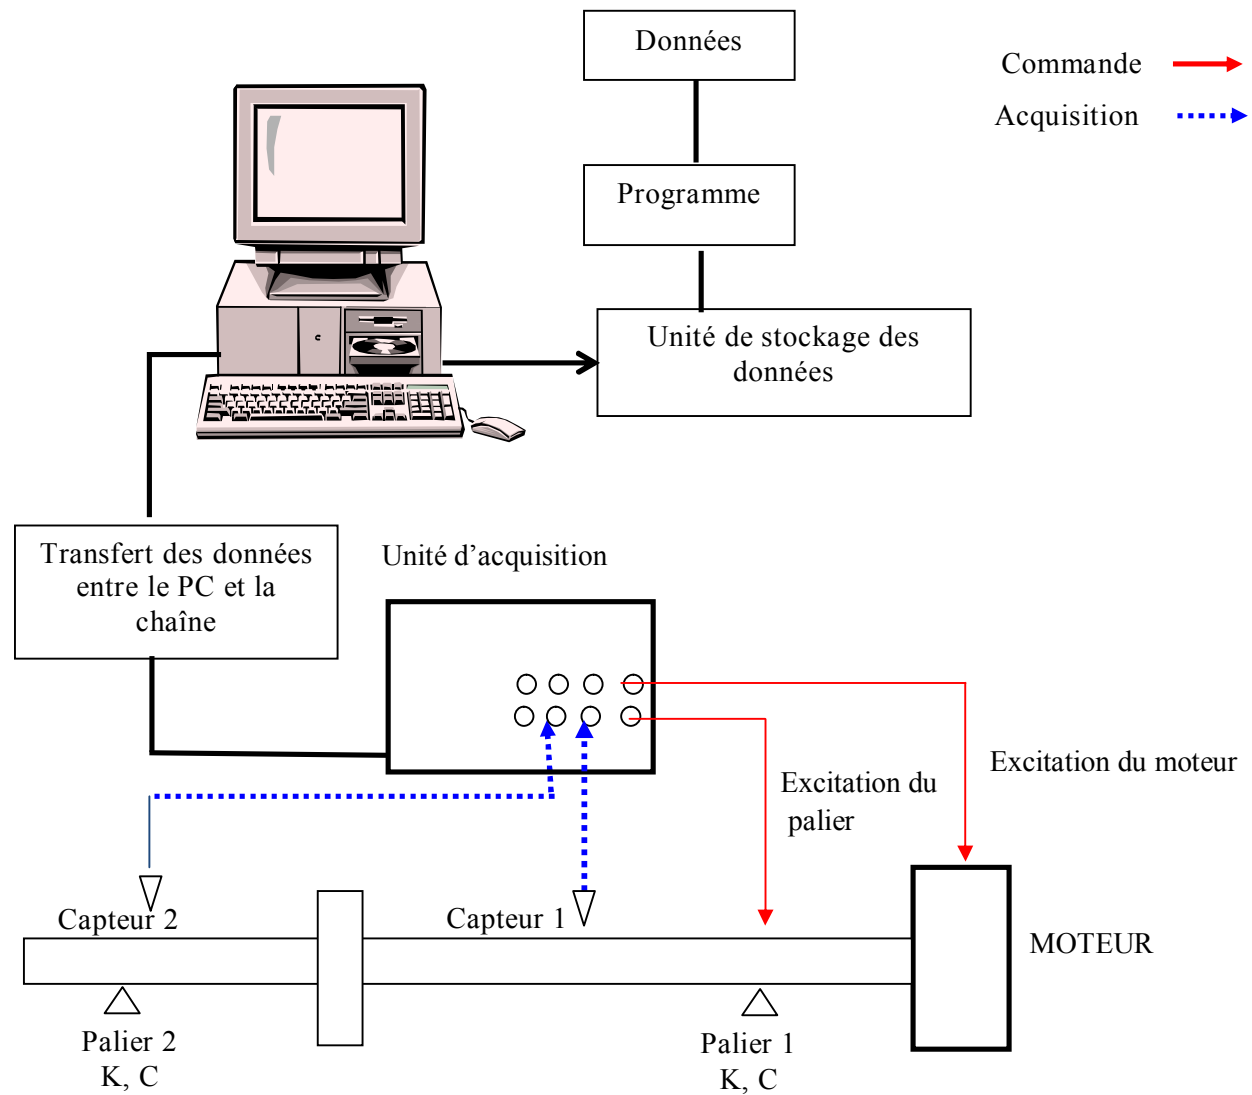 Données
Commande
Acquisition
Programme
Unité de stockage des
données
Transfert des données
entre le PC et la
chaîne
Unité d’acquisition
Excitation du moteur
Excitation du
palier
Capteur 2
Capteur 1
MOTEUR
Palier 2
K, C
Palier 1
K, C